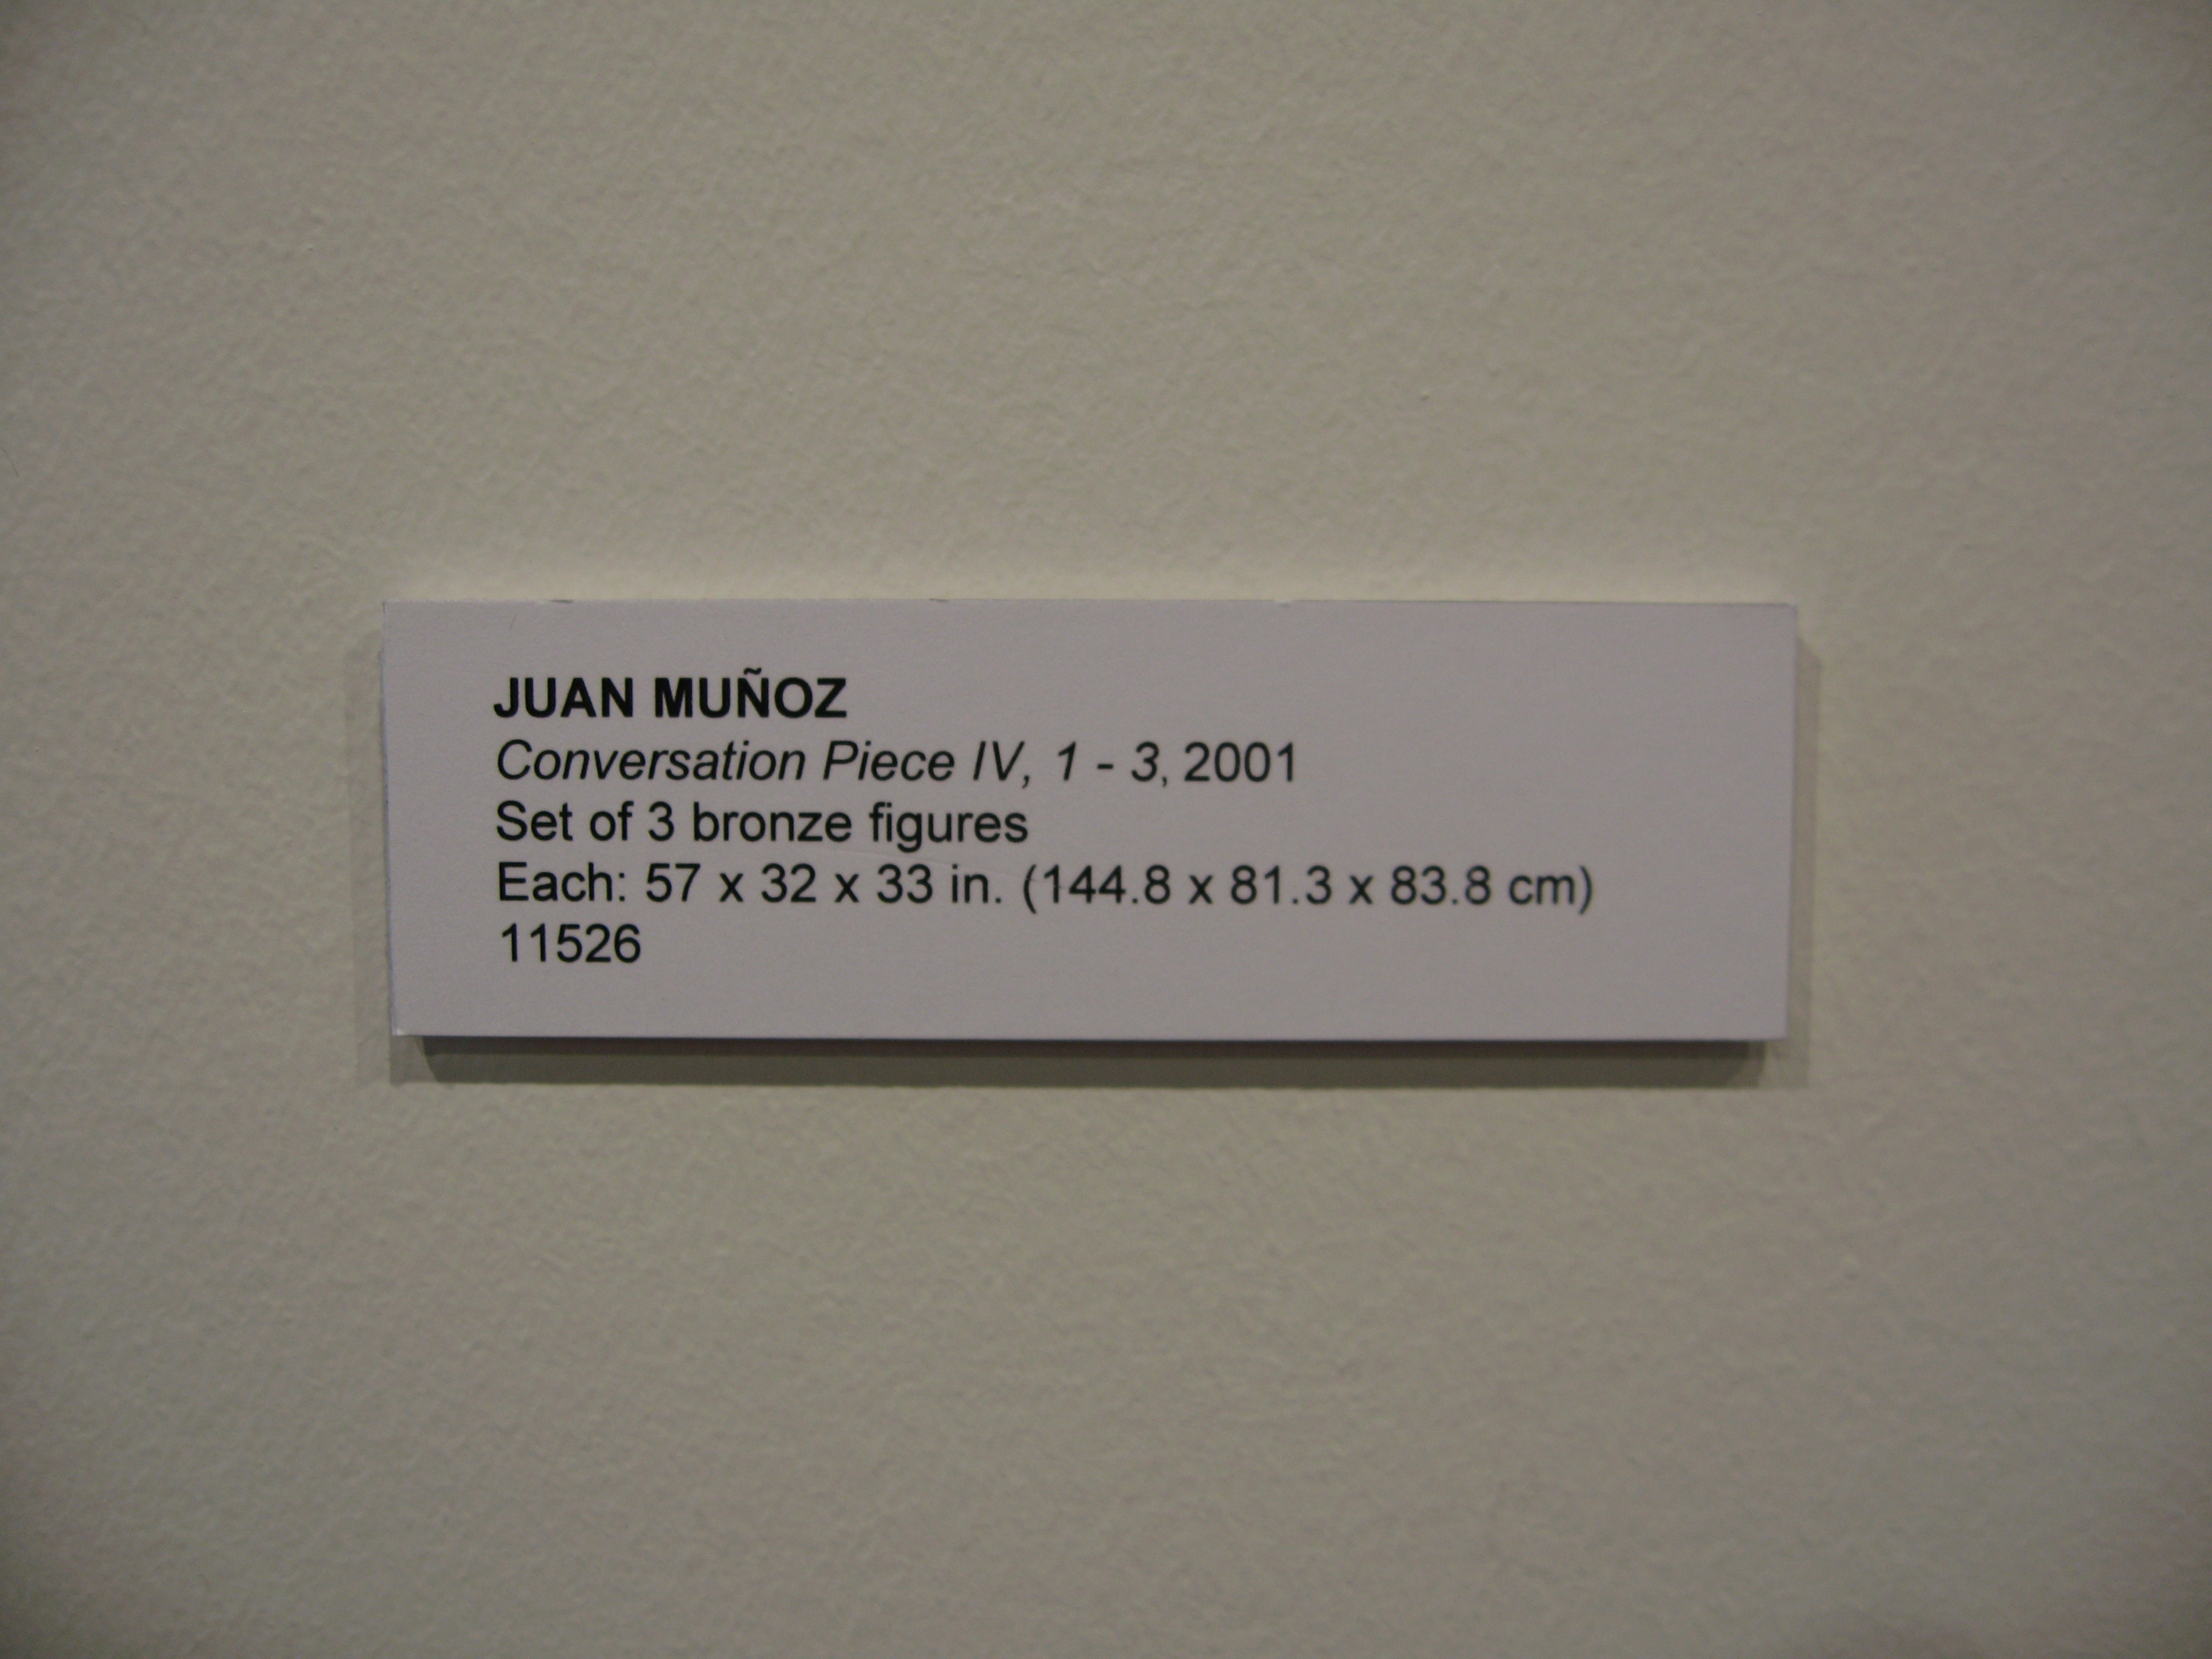 JUAN MUÑOZ
Conversation Piece IV, 1 - 3, 2001
Set of 3 bronze figures
Each: 57 x 32 x 33 in. (144.8 x 81.3 x 83.8 cm)
11526